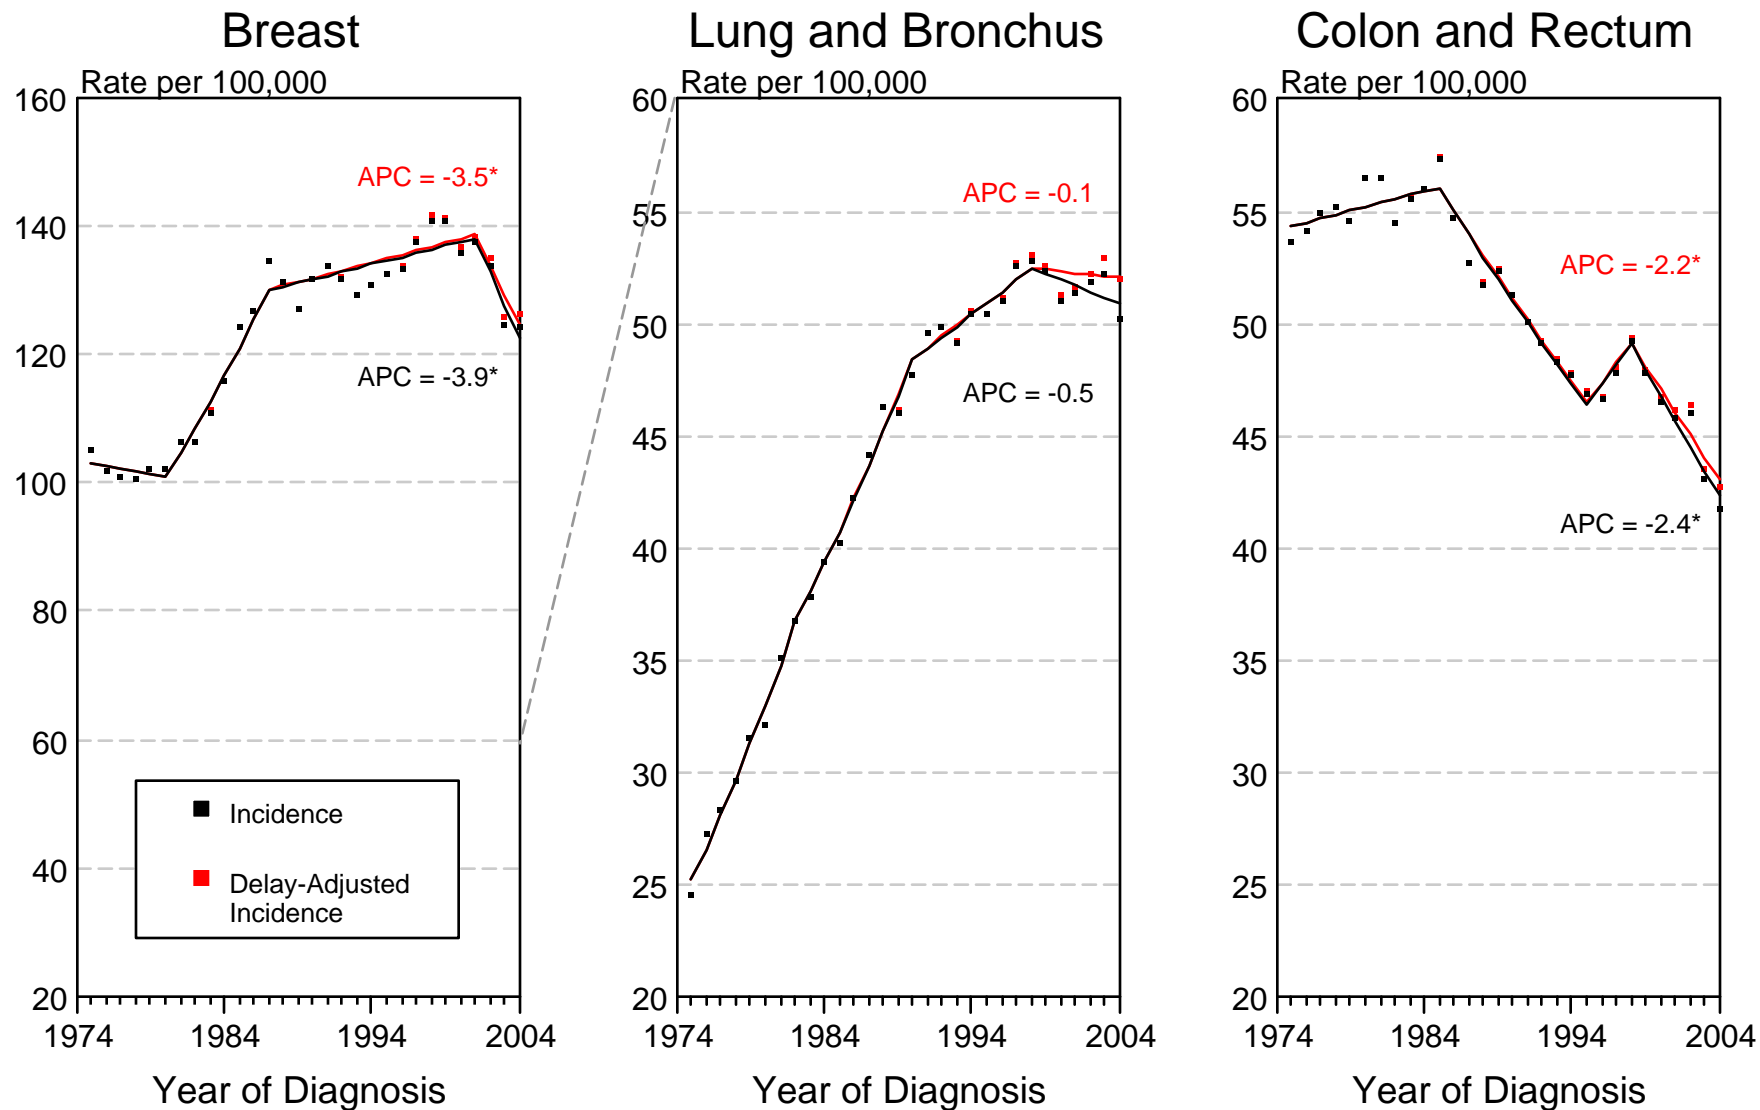 Breast
Rate per 100,000
160
140
120
100
80
60
40
20
APC = -3.5*
APC = -3.9*
Incidence
Delay-Adjusted
Incidence
1974 1984 1994 2004
Year of Diagnosis
Lung and Bronchus
Rate per 100,000
60
55
50
45
40
35
30
25
20
APC = -0.1
APC = -0.5
1974 1984 1994 2004
Year of Diagnosis
Colon and Rectum
Rate per 100,000
60
55
50
45
40
35
30
25
20
APC = -2.2*
APC = -2.4*
1974 1984 1994 2004
Year of Diagnosis